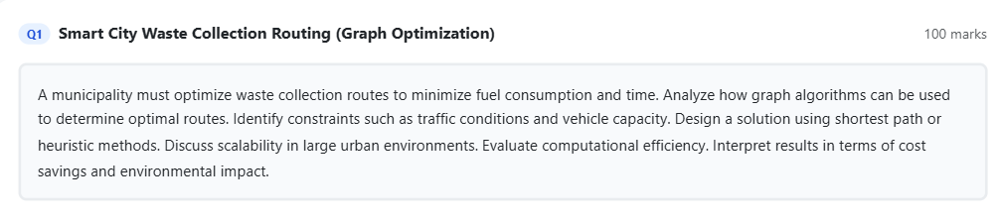 Q1 Smart City Waste Collection Routing (Graph Optimization) 100 marks
A municipality must optimize waste collection routes to minimize fuel consumption and time. Analyze how graph algorithms can be used
to determine optimal routes. Identify constraints such as traffic conditions and vehicle capacity. Design a solution using shortest path or
heuristic methods. Discuss scalability in large urban environments. Evaluate computational efficiency. Interpret results in terms of cost
savings and environmental impact.